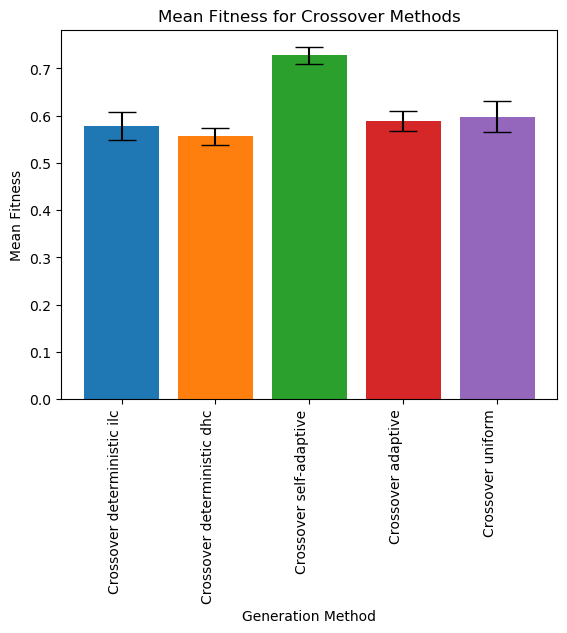 Mean Fitness for Crossover Methods
Mean Fitness
0.7
0.6
0.5
0.4
0.3
0.2
0.1
0.0
Crossover deterministic ilc
Crossover deterministic dhc
Crossover self-adaptive
Crossover adaptive
Crossover uniform
Generation Method